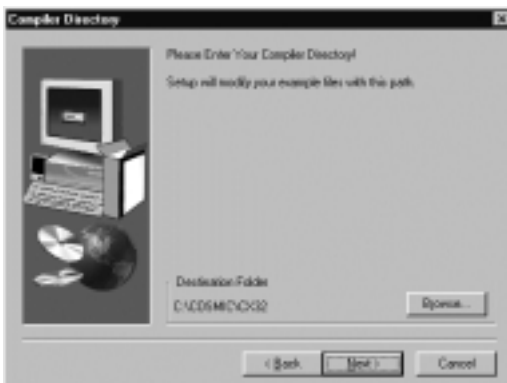 Compiler Directory
Please Enter Your Compiler Directory!
Setup will modify your example files with this path.
Destination Folder
C:\COSMIC\CX32
Browse...
< Back
Next >
Cancel